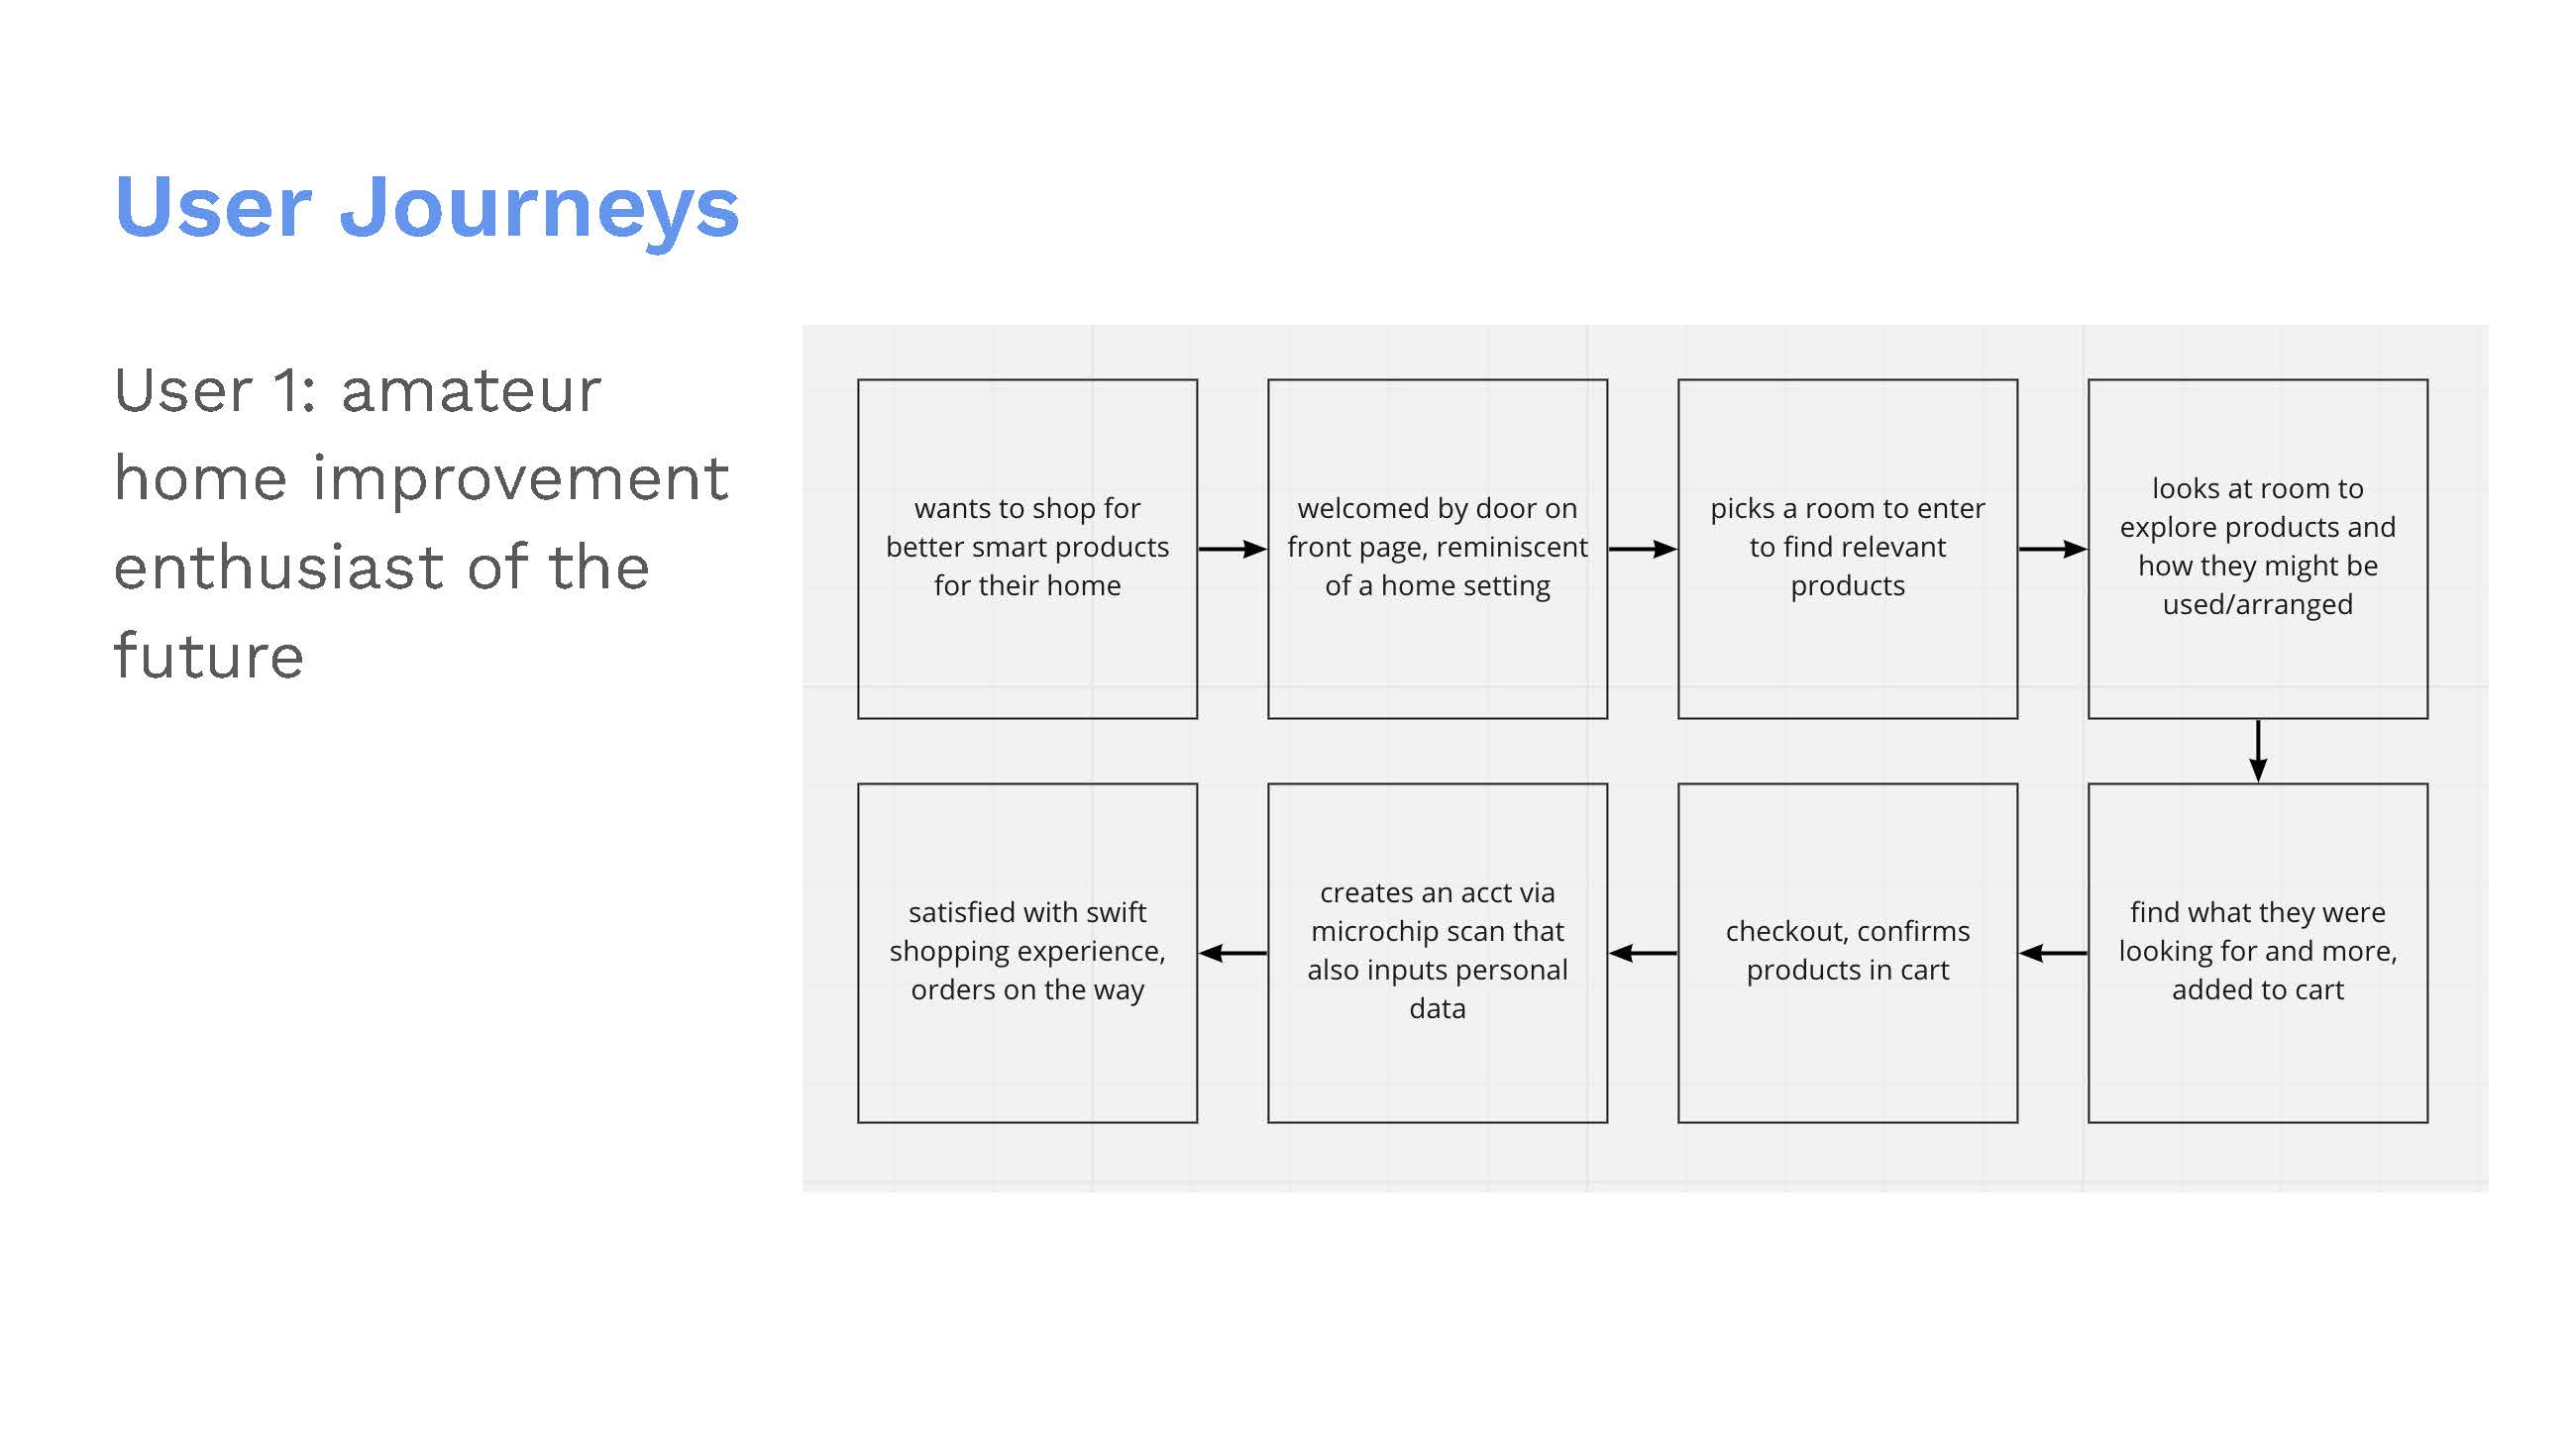 User Journeys
User 1: amateur
home improvement
enthusiast of the
future
wants to shop for
better smart products
for their home
welcomed by door on
front page, reminiscent
of a home setting
picks a room to enter
to find relevant
products
looks at room to
explore products and
how they might be
used/arranged
find what they were
looking for and more,
added to cart
checkout, confirms
products in cart
creates an acct via
microchip scan that
also inputs personal
data
satisfied with swift
shopping experience,
orders on the way